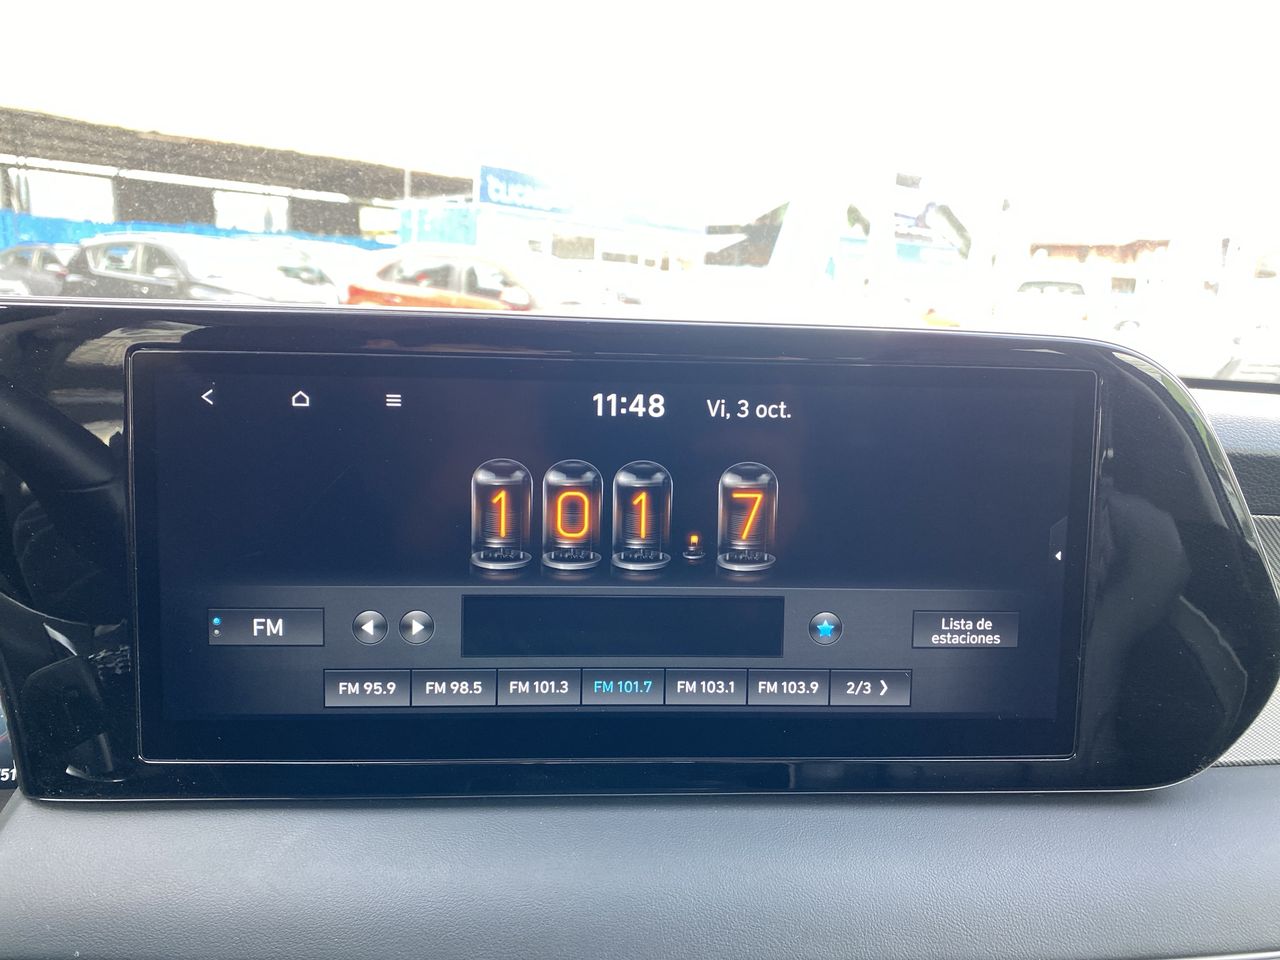 11:48 Vi, 3 oct.
101.7
FM
Lista de
estaciones
FM 95.9 FM 98.5 FM 101.3 FM 101.7 FM 103.1 FM 103.9 2/3